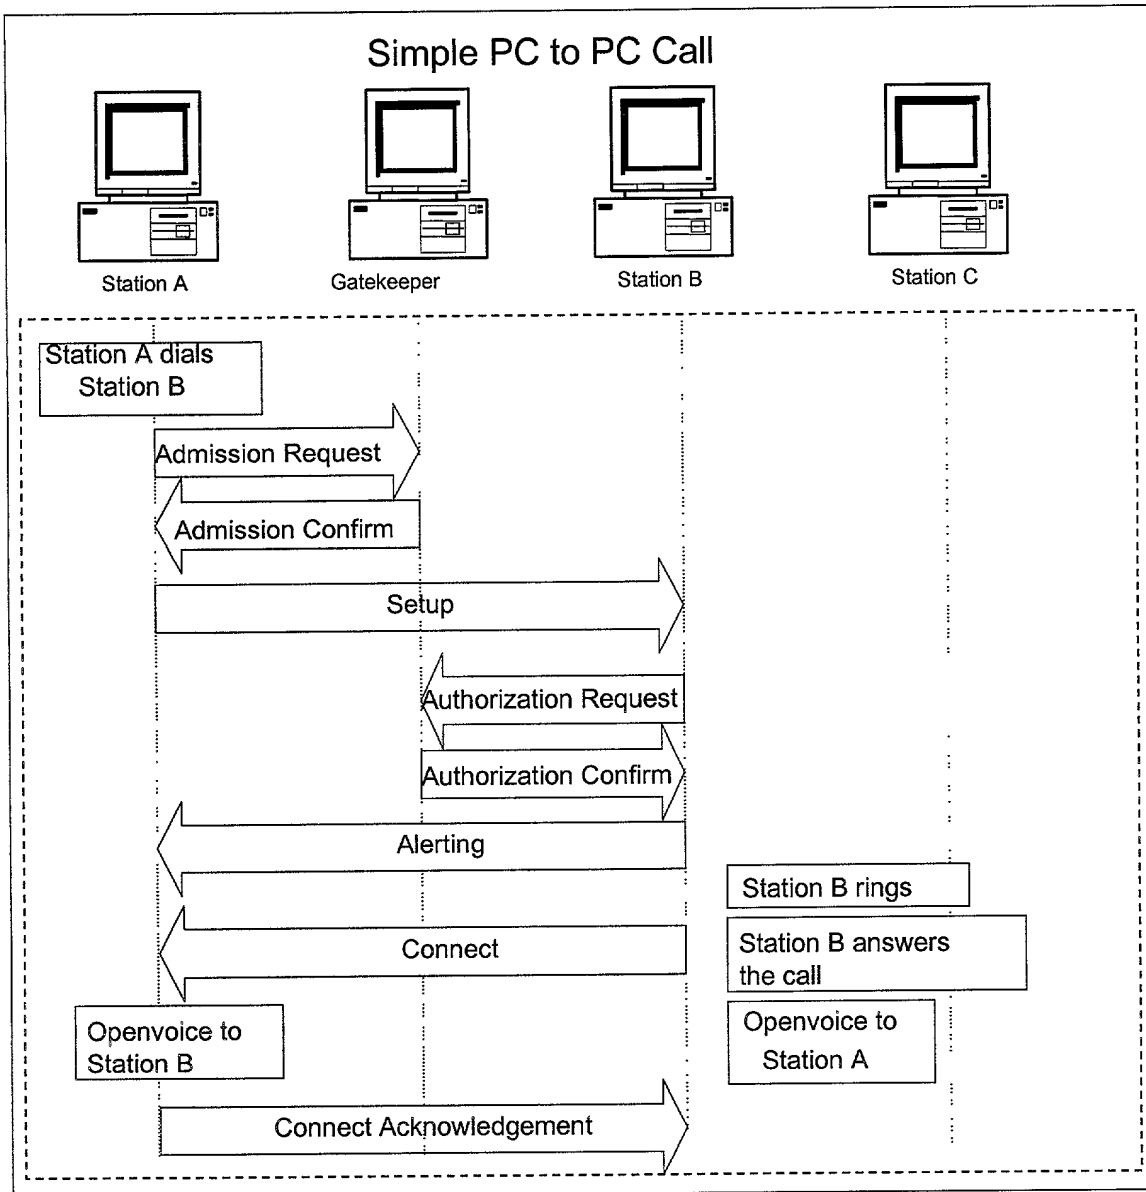 Simple PC to PC Call
Station A
Gatekeeper
Station B
Station C
Station A dials
Station B
Admission Request
Admission Confirm
Setup
Authorization Request
Authorization Confirm
Alerting
Station B rings
Connect
Station B answers
the call
Openvoice to
Station B
Openvoice to
Station A
Connect Acknowledgement